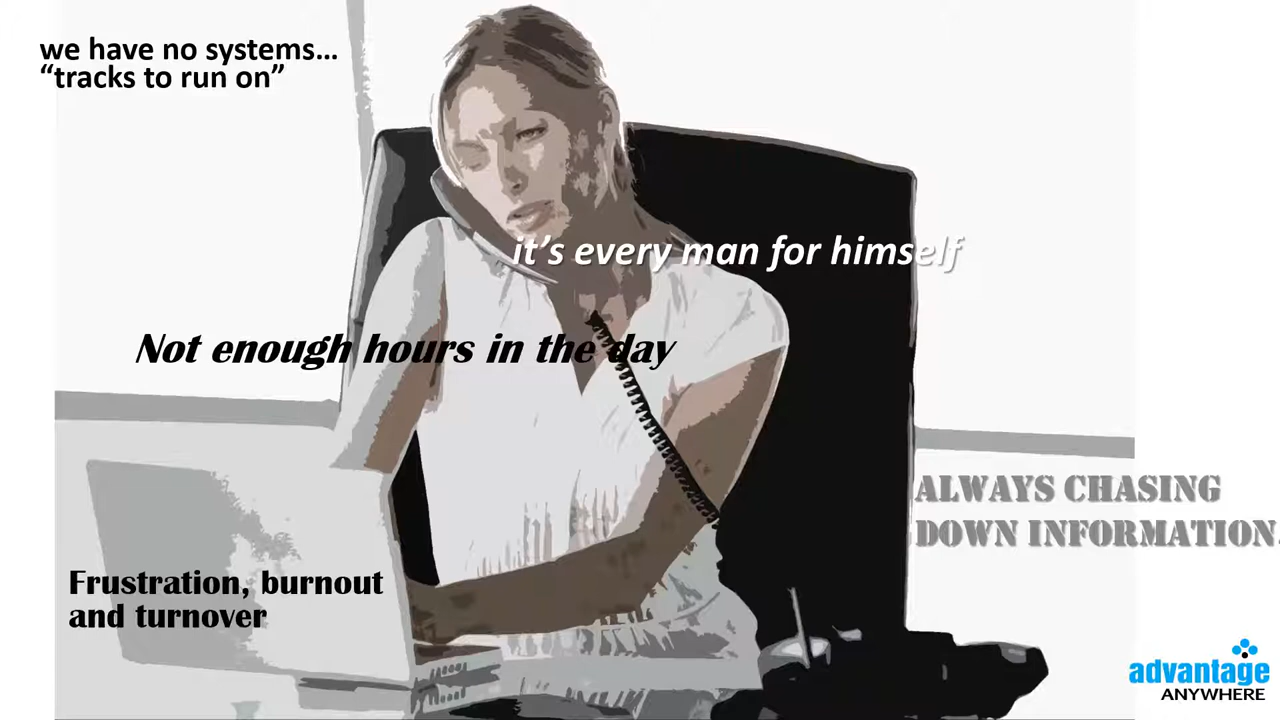 we have no systems…
“tracks to run on”
it’s every man for himself
Not enough hours in the day
ALWAYS CHASING
DOWN INFORMATION.
Frustration, burnout
and turnover
advantage
ANYWHERE